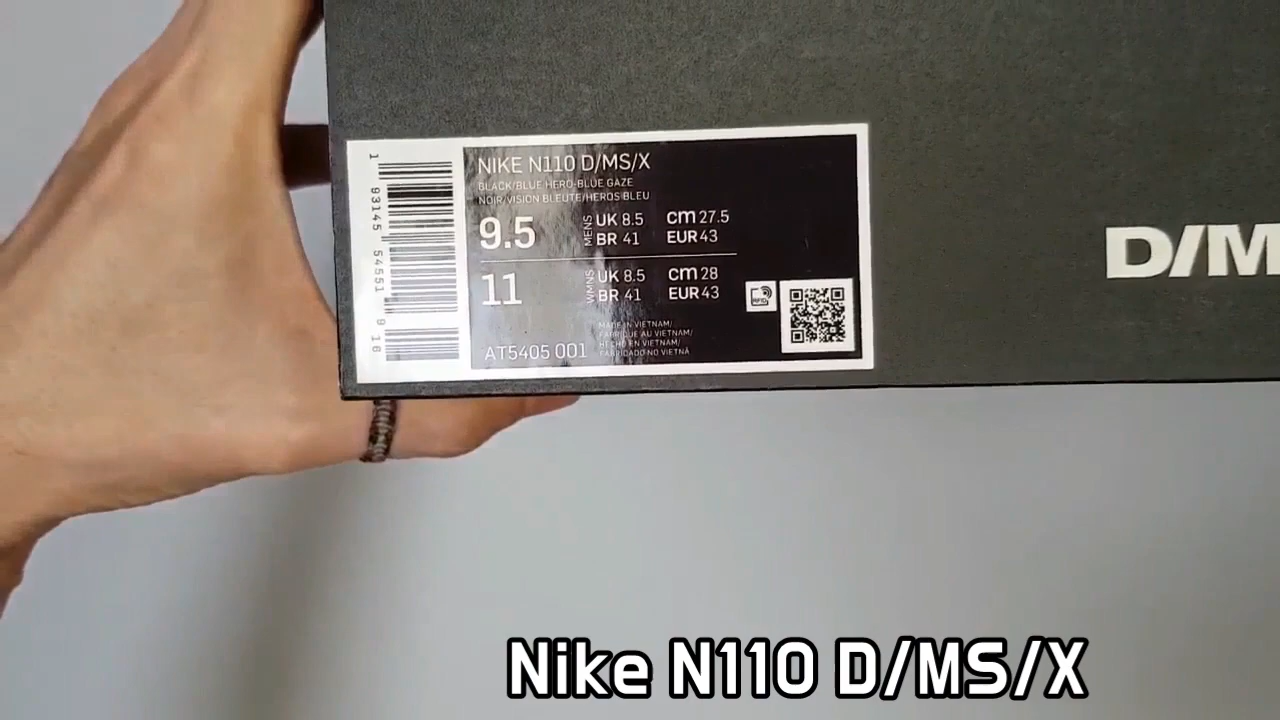 NIKE N110 D/MS/X
BLACK/BLUE HERO-BLUE GAZE
NOIR/VISION BLEUTE/HEROS BLEU
9.5 MENS UK 8.5 cm 27.5
BR 41 EUR 43
11 WMNS UK 8.5 cm 28
BR 41 EUR 43
RFID
MADE IN VIETNAM/
FABRIQUE AU VIETNAM/
HECHO EN VIETNAM/
FABRICADO NO VIETNÃ
AT5405 001
1 93145 54551 9 16
D/M
Nike N110 D/MS/X